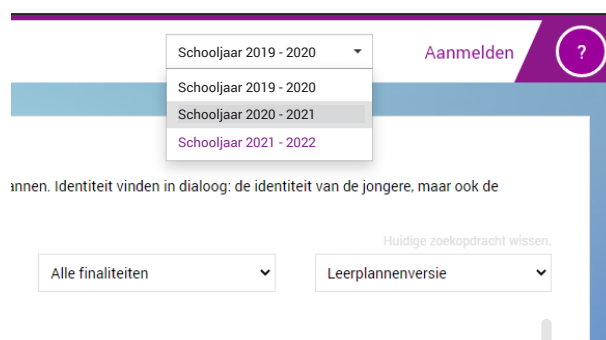 Schooljaar 2019 - 2020
Aanmelden
?
Schooljaar 2019 - 2020
Schooljaar 2020 - 2021
Schooljaar 2021 - 2022
annen. Identiteit vinden in dialoog: de identiteit van de jongere, maar ook de
Huidige zoekopdracht wissen.
Alle finaliteiten
Leerplannenversie